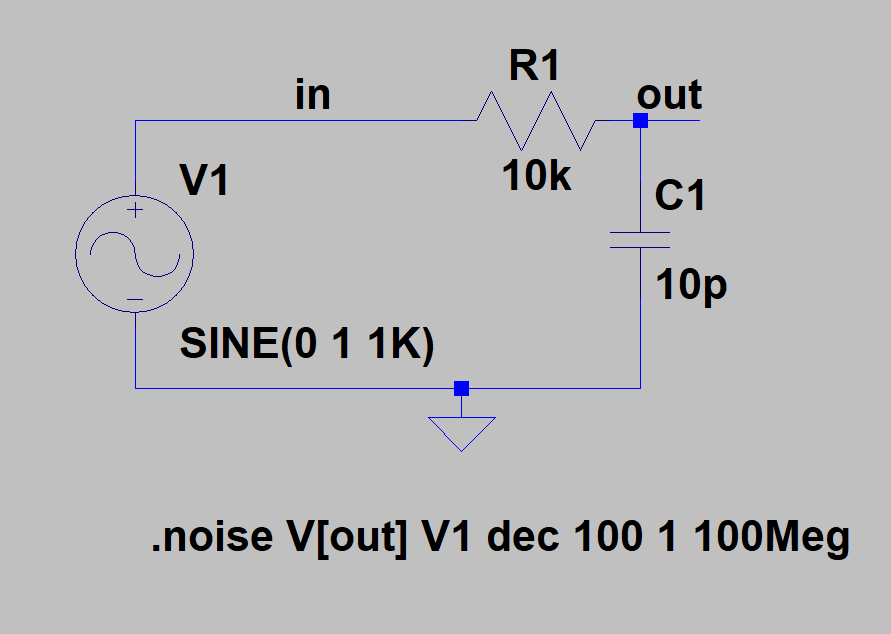 in
R1
out
10k
V1
C1
+
10p
SINE(0 1 1K)
.noise V[out] V1 dec 100 1 100Meg